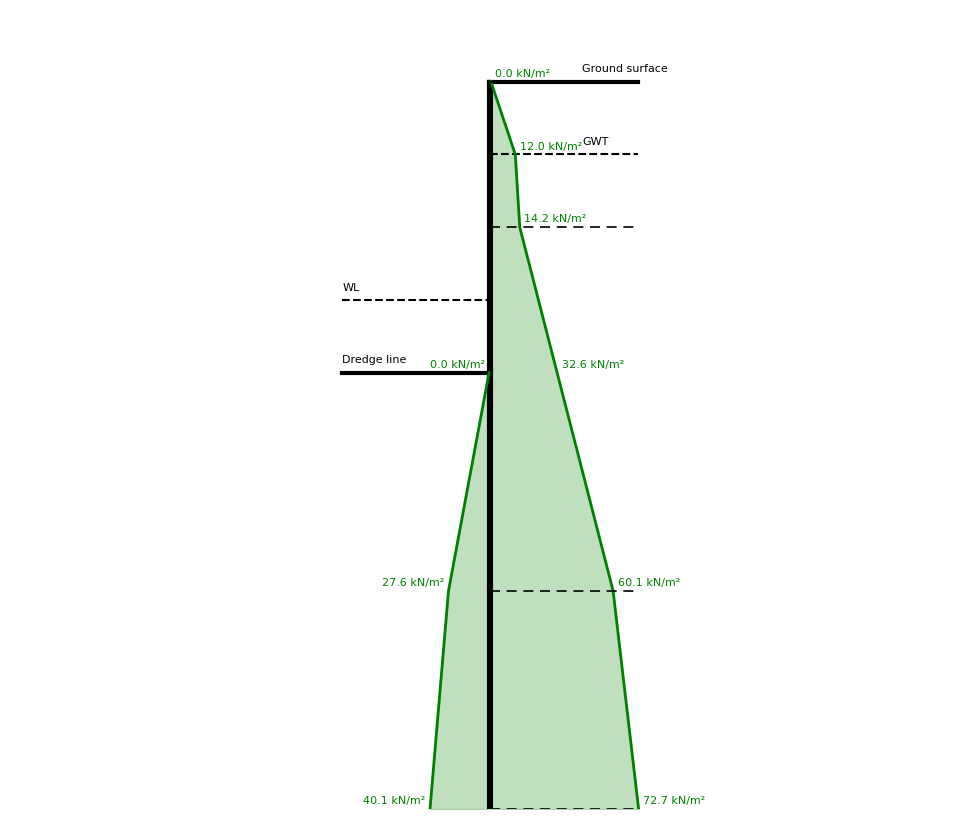 Ground surface
0.0 kN/m²
GWT
12.0 kN/m²
14.2 kN/m²
WL
Dredge line
0.0 kN/m²
32.6 kN/m²
27.6 kN/m²
60.1 kN/m²
40.1 kN/m²
72.7 kN/m²